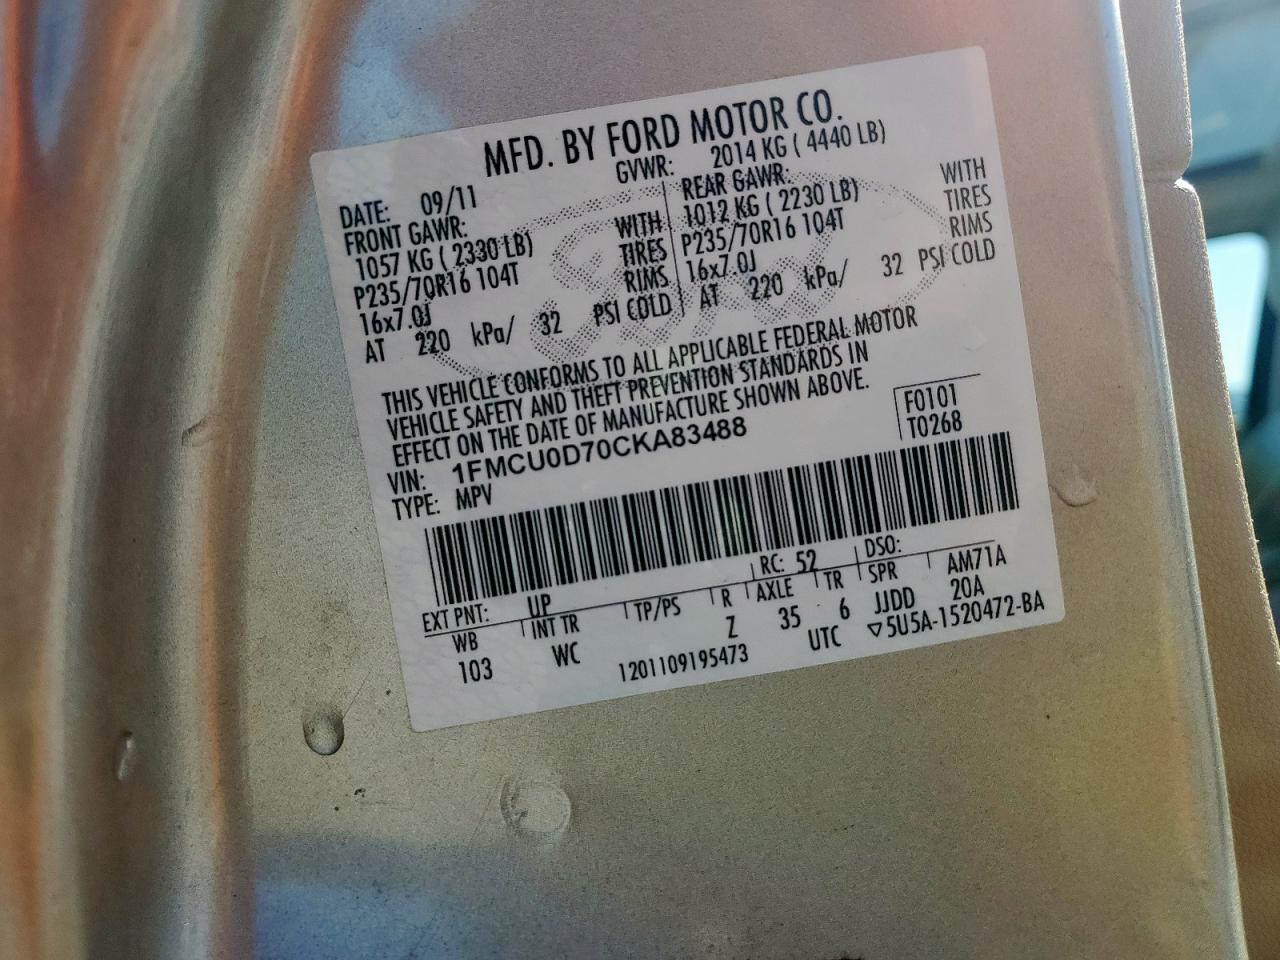 MFD. BY FORD MOTOR CO.
DATE: 09/11 GVWR: 2014 KG ( 4440 LB)
FRONT GAWR: REAR GAWR:
1057 KG ( 2330 LB) WITH 1012 KG ( 2230 LB) WITH
P235/70R16 104T TIRES P235/70R16 104T TIRES
16x7.0J RIMS 16x7.0J RIMS
AT 220 kPa/ 32 PSI COLD AT 220 kPa/ 32 PSI COLD
THIS VEHICLE CONFORMS TO ALL APPLICABLE FEDERAL MOTOR
VEHICLE SAFETY AND THEFT PREVENTION STANDARDS IN
EFFECT ON THE DATE OF MANUFACTURE SHOWN ABOVE.
VIN: 1FMCU0D70CKA83488 F0101
TYPE: MPV T0268
EXT PNT: UP RC: 52 DSO:
WB INT TR TP/PS R AXLE TR SPR AM71A
103 WC Z 35 6 JJDD 20A
1201109195473 UTC ▽5U5A-1520472-BA